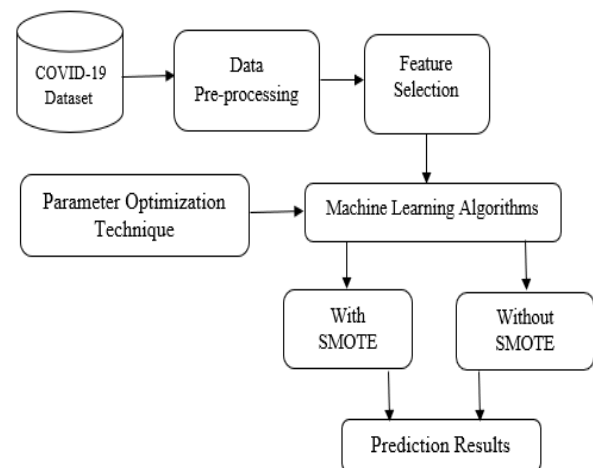 COVID-19
Dataset
Data
Pre-processing
Feature
Selection
Parameter Optimization
Technique
Machine Learning Algorithms
With
SMOTE
Without
SMOTE
Prediction Results